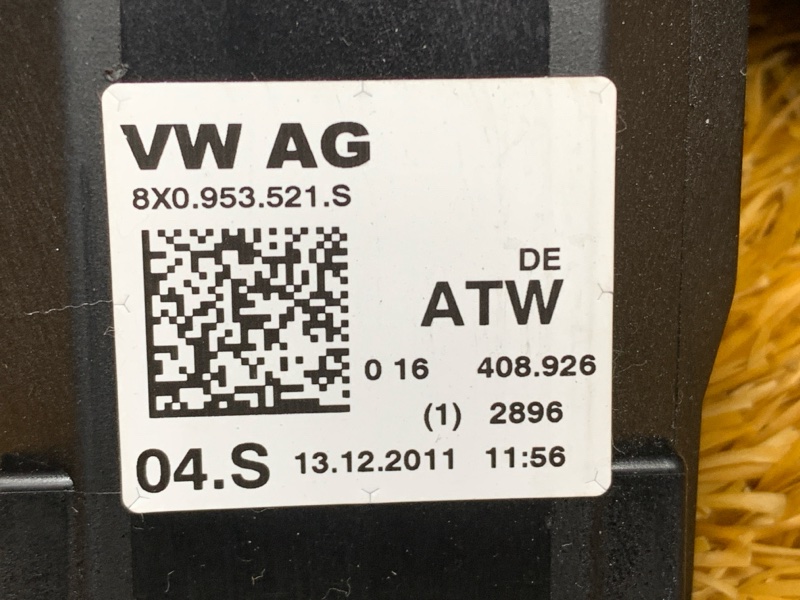 VW AG
8X0.953.521.S
DE
ATW
0 16 408.926
(1) 2896
04.S 13.12.2011 11:56